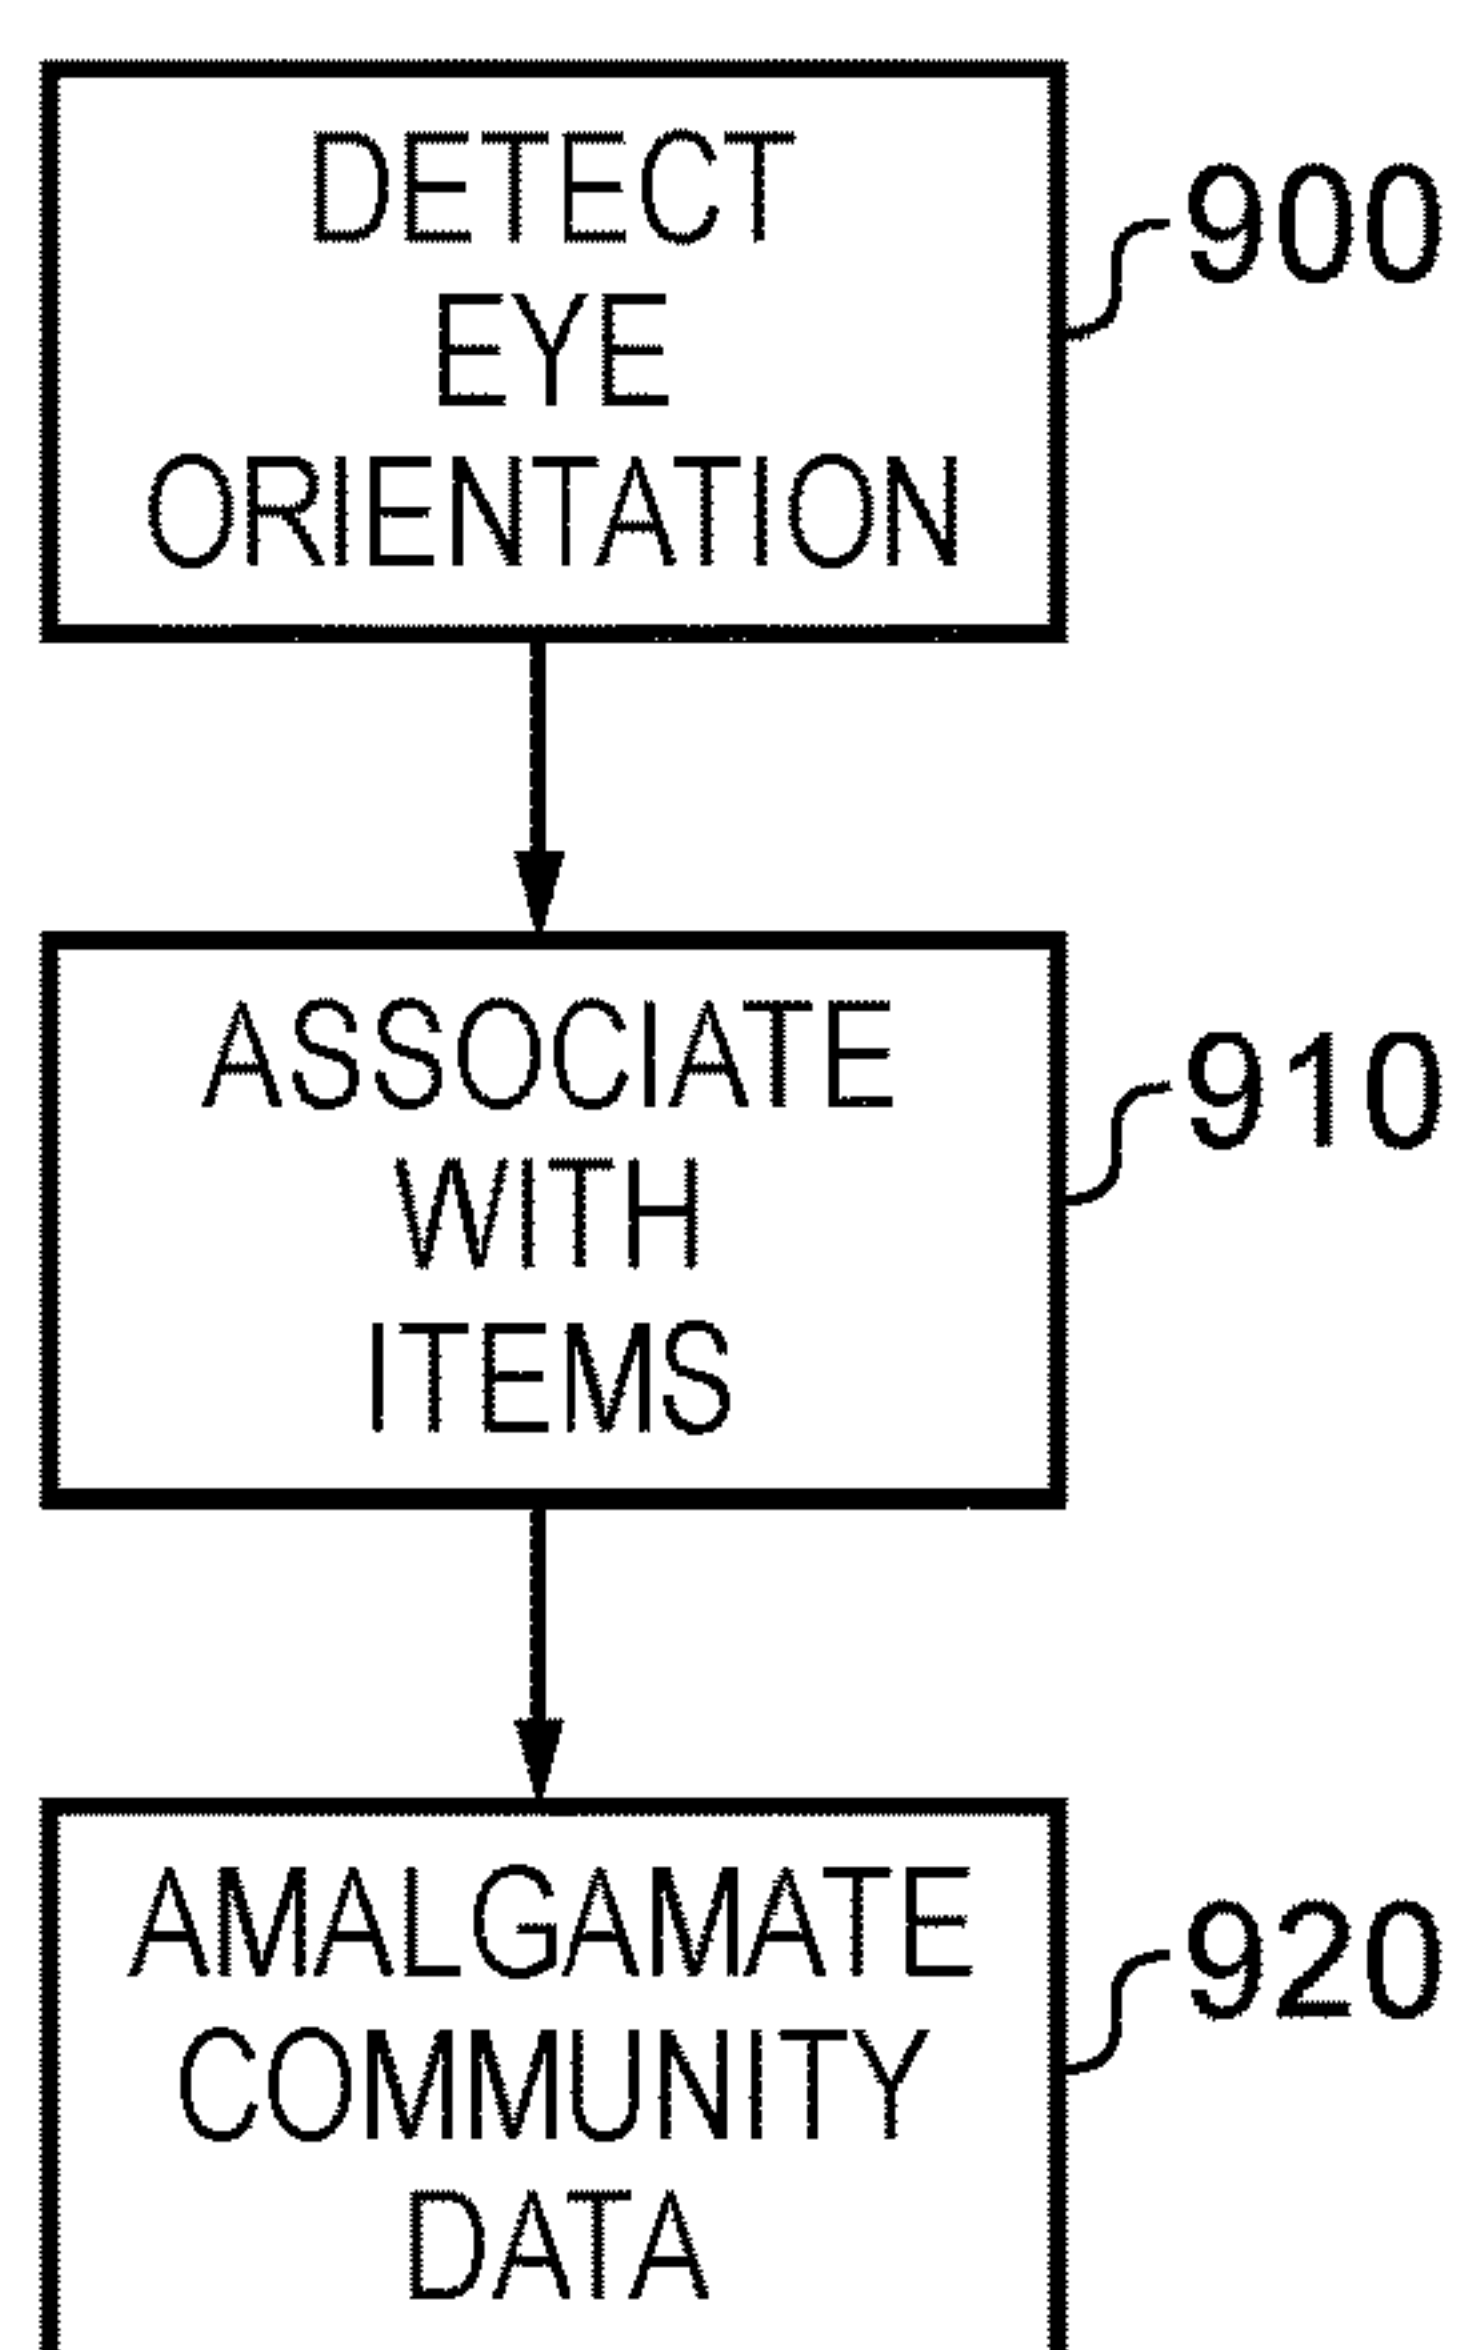 DETECT
EYE
ORIENTATION
900
ASSOCIATE
WITH
ITEMS
910
AMALGAMATE
COMMUNITY
DATA
920